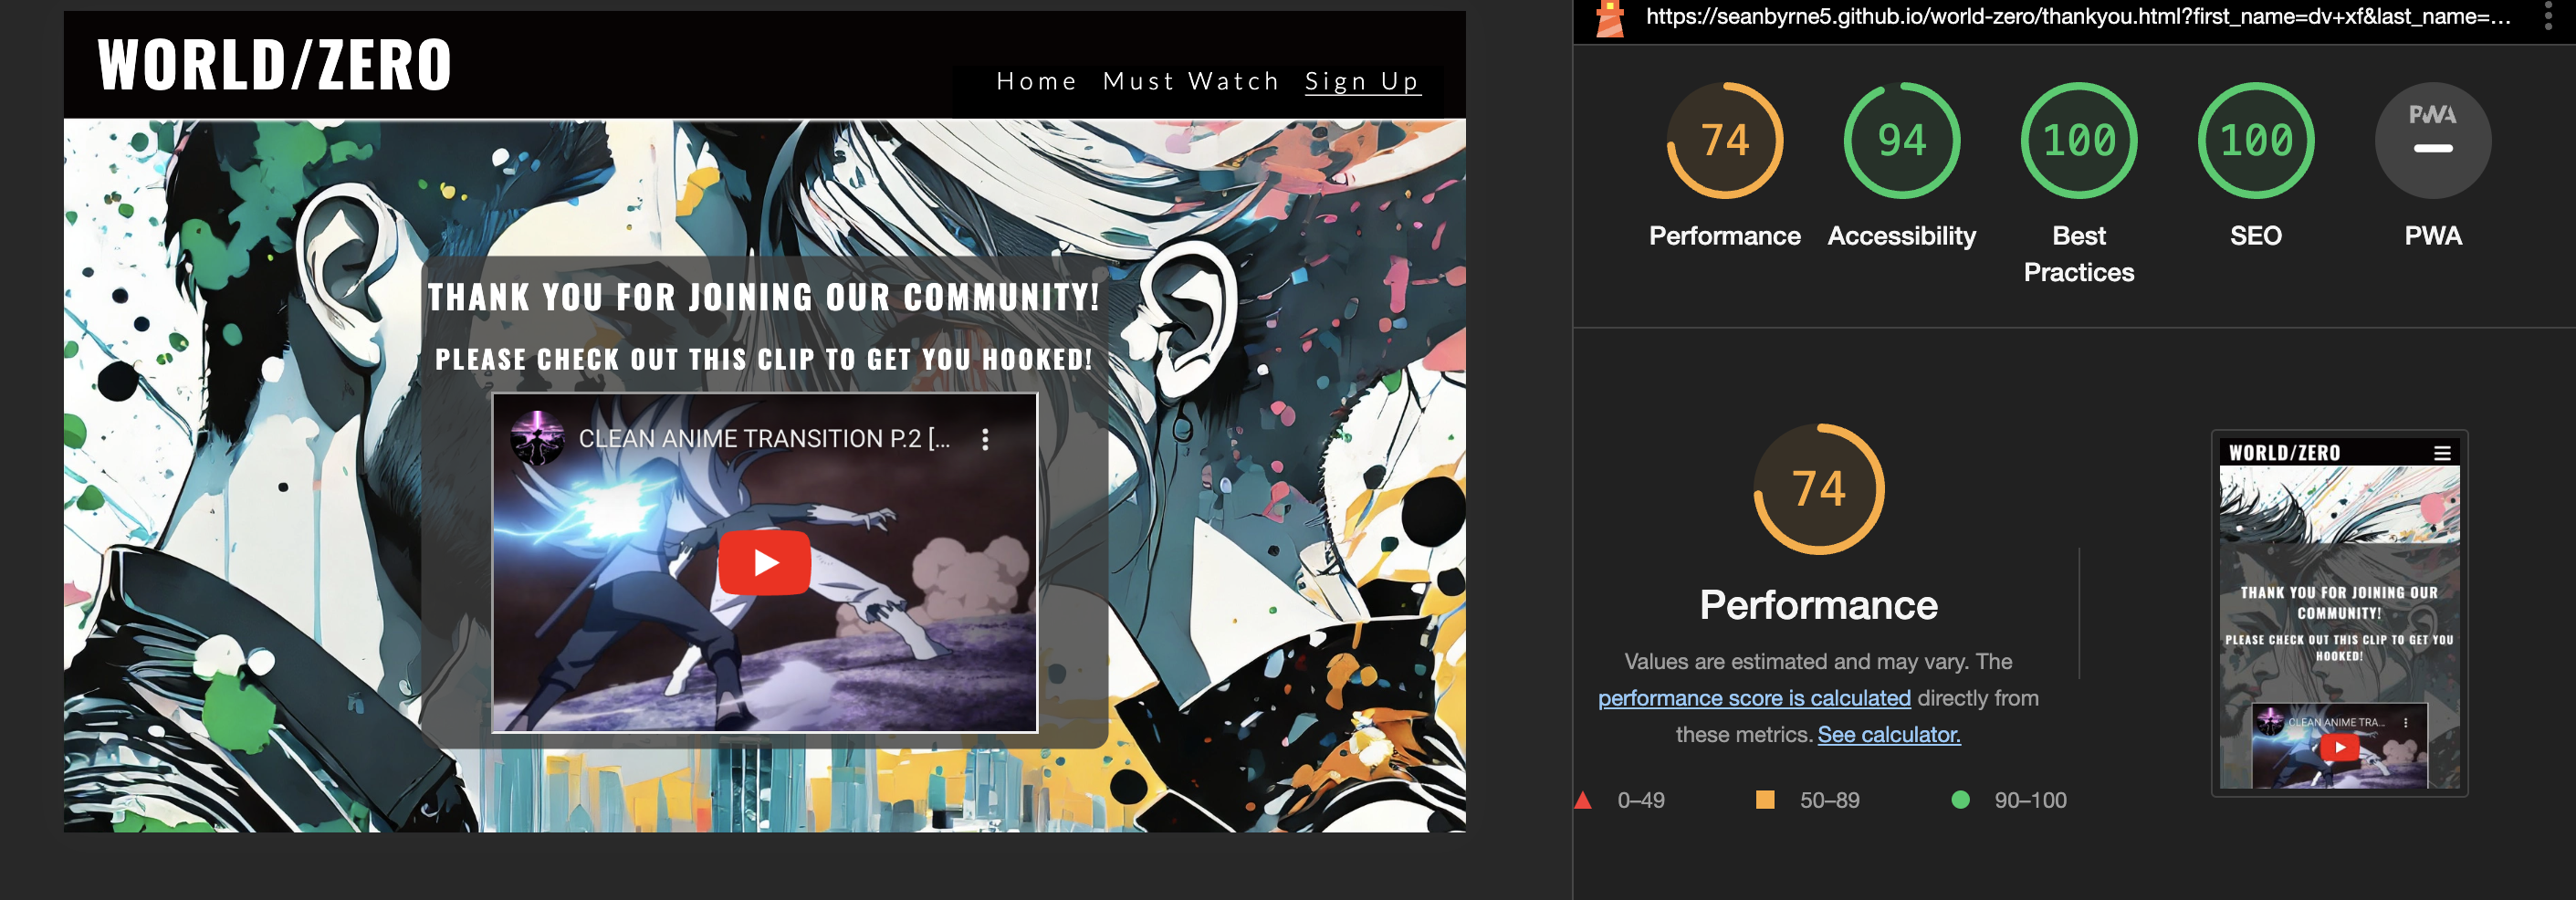 WORLD/ZERO
Home Must Watch Sign Up
THANK YOU FOR JOINING OUR COMMUNITY!
PLEASE CHECK OUT THIS CLIP TO GET YOU HOOKED!
CLEAN ANIME TRANSITION P.2 [...
https://seanbyrne5.github.io/world-zero/thankyou.html?first_name=dv+xf&last_name=...
74
Performance
94
Accessibility
100
Best
Practices
100
SEO
PWA
PWA
74
Performance
Values are estimated and may vary. The
performance score is calculated directly from
these metrics. See calculator.
0–49
50–89
90–100
WORLD/ZERO
THANK YOU FOR JOINING OUR
COMMUNITY!
PLEASE CHECK OUT THIS CLIP TO GET YOU
HOOKED!
CLEAN ANIME TRA...